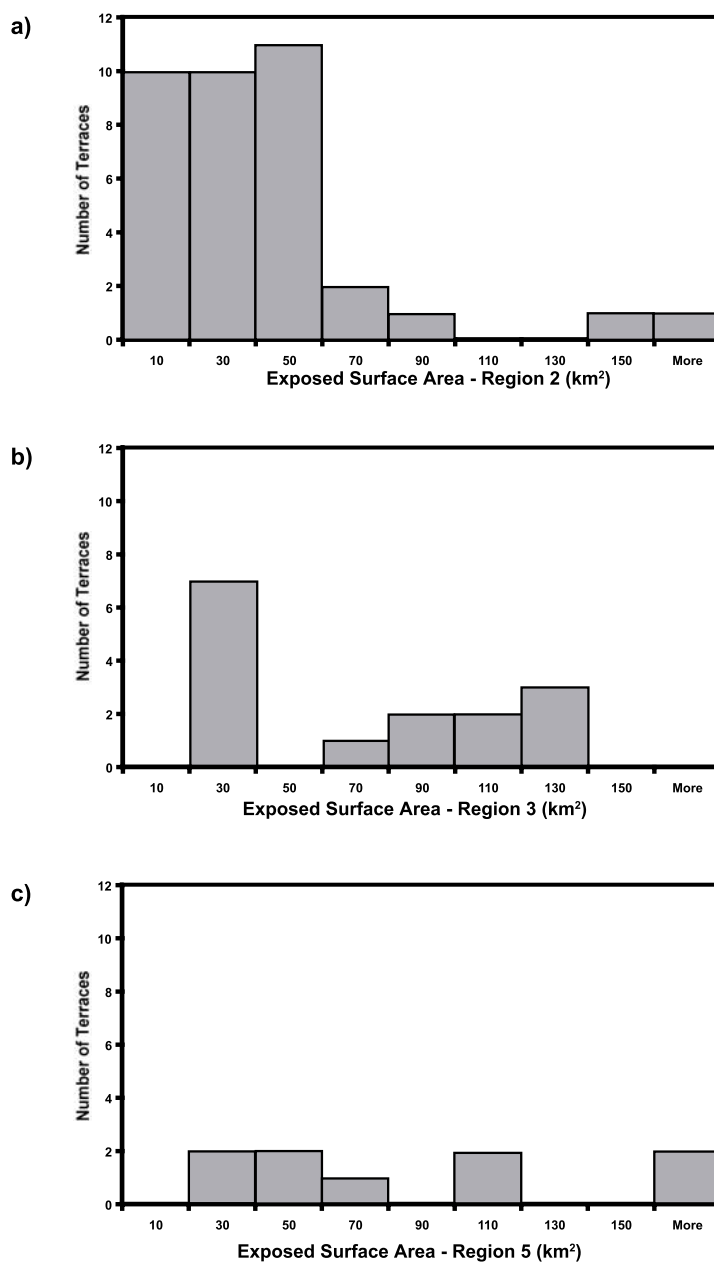 a)
12
10
8
6
4
2
0
Number of Terraces
10 30 50 70 90 110 130 150 More
Exposed Surface Area - Region 2 (km²)
b)
12
10
8
6
4
2
0
Number of Terraces
10 30 50 70 90 110 130 150 More
Exposed Surface Area - Region 3 (km²)
c)
12
10
8
6
4
2
0
Number of Terraces
10 30 50 70 90 110 130 150 More
Exposed Surface Area - Region 5 (km²)